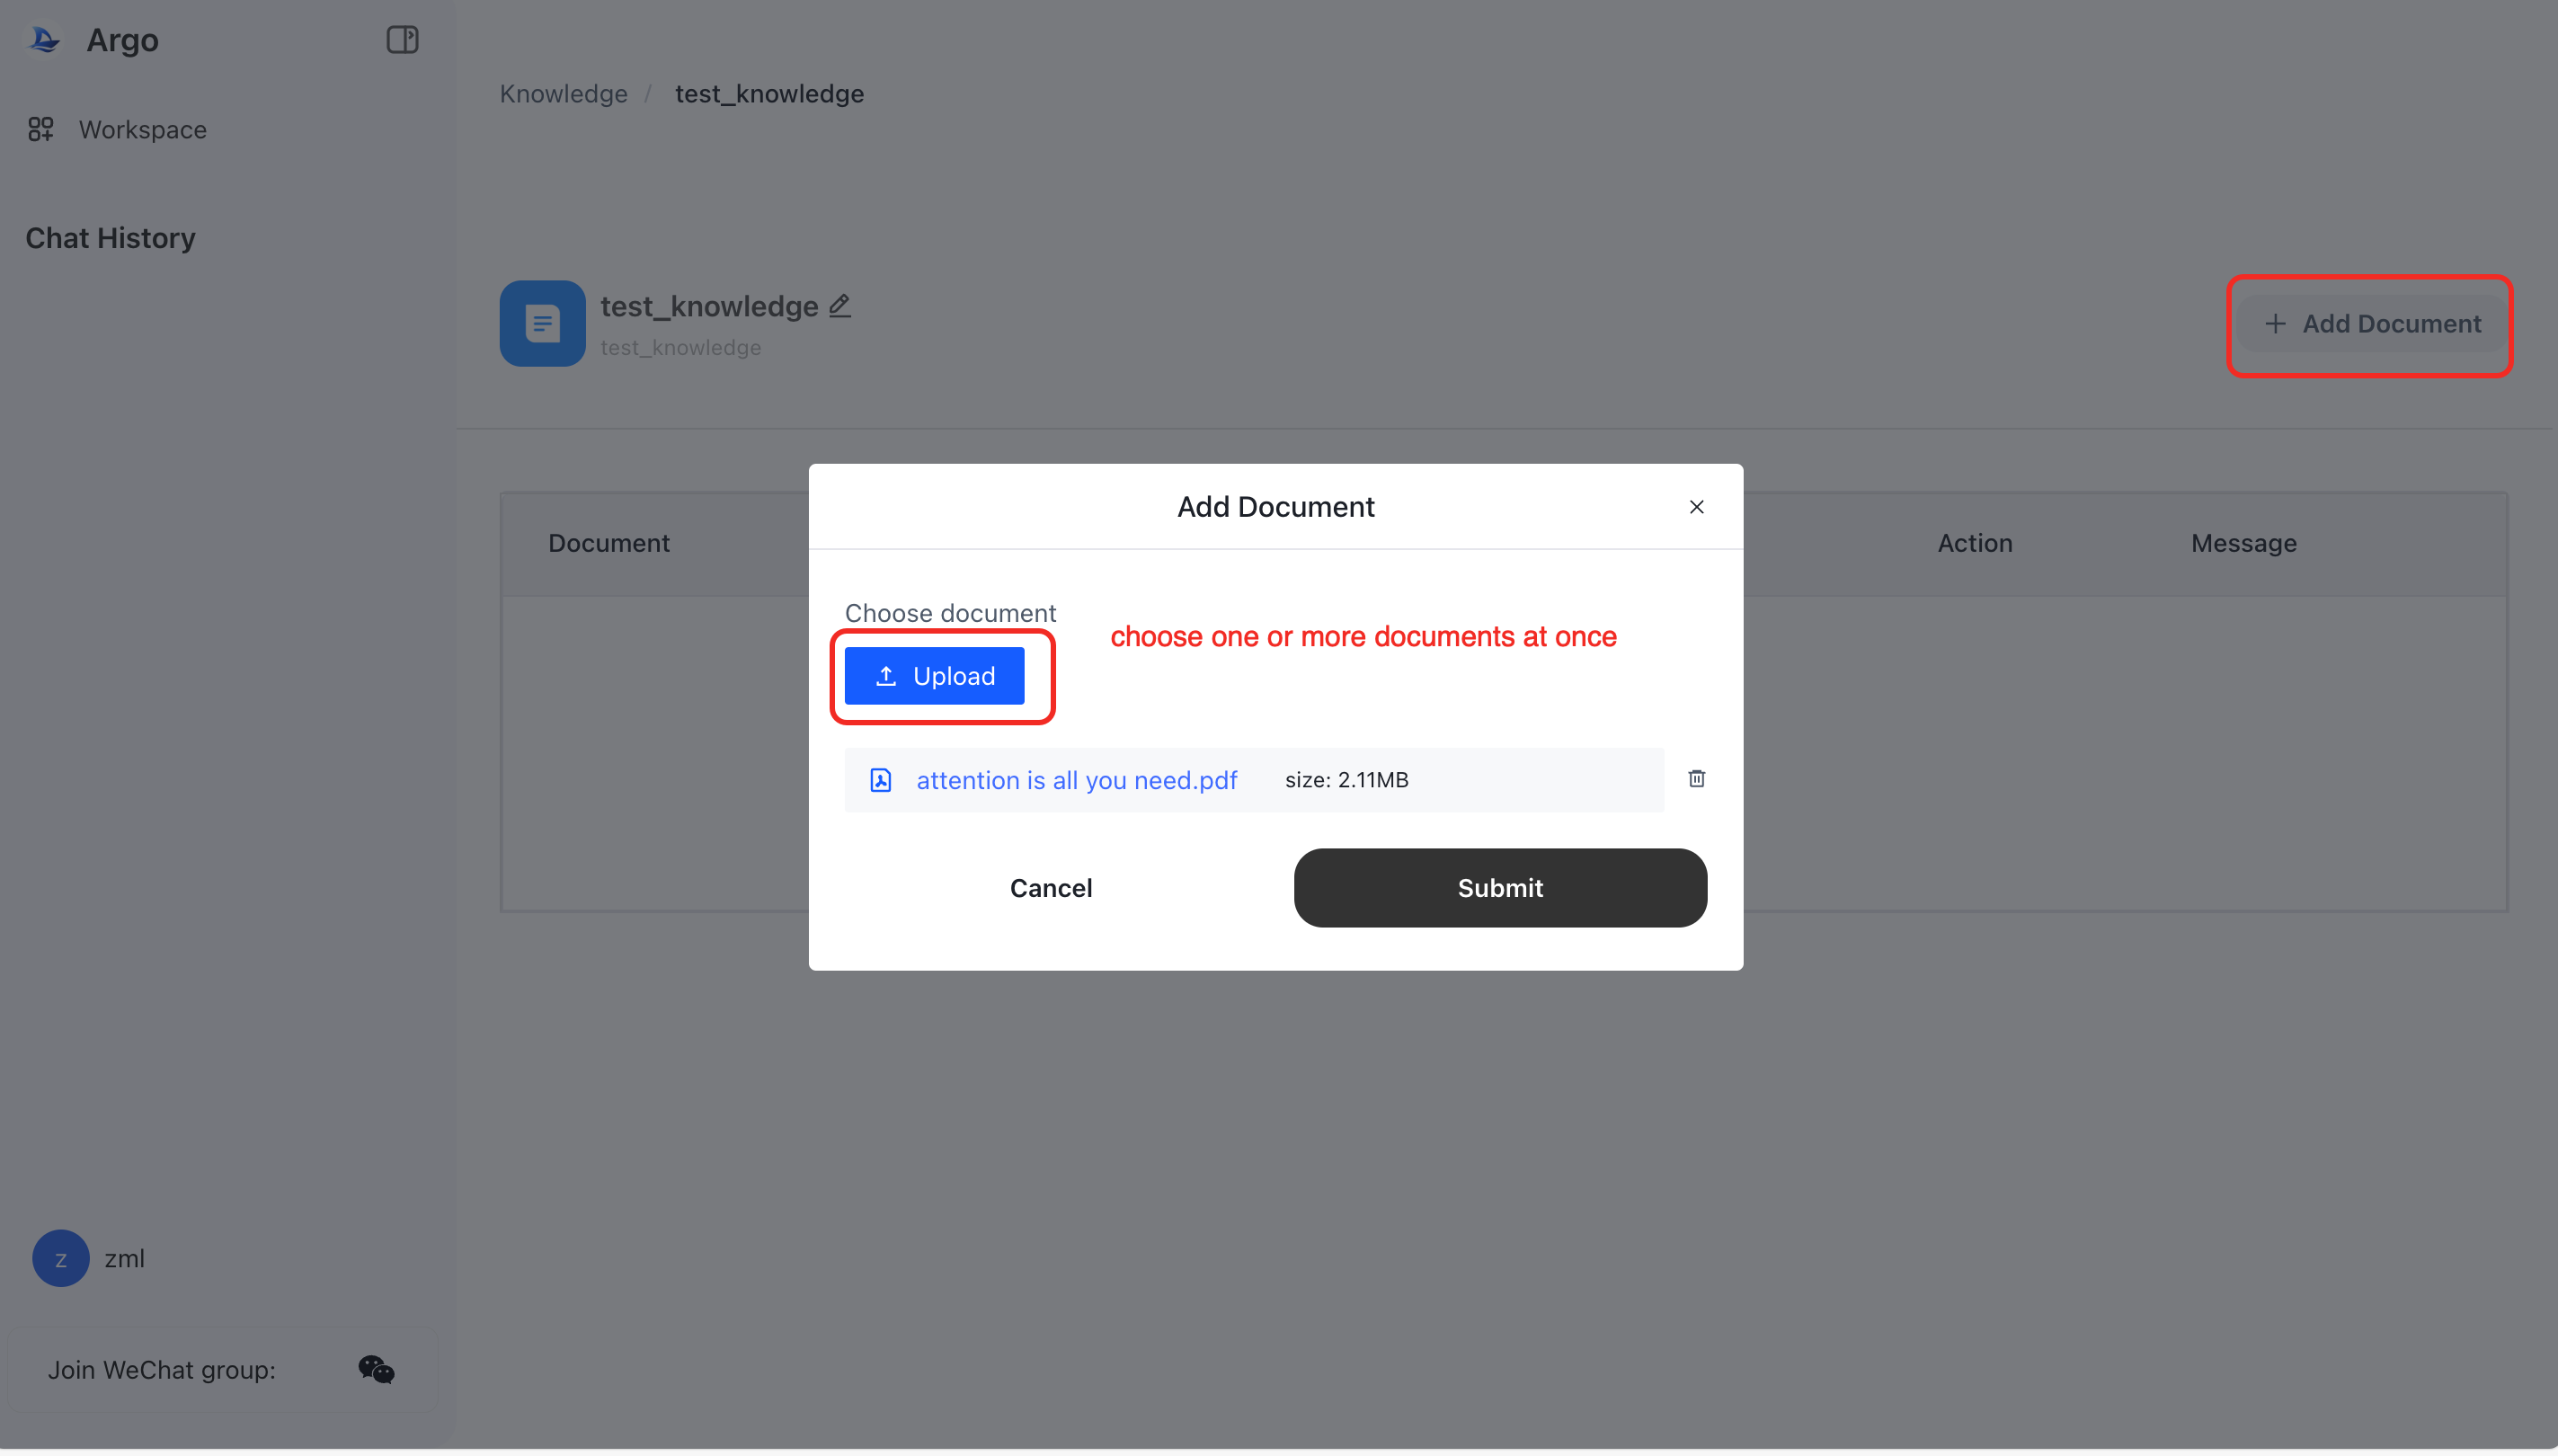 Argo
Workspace
Chat History
Knowledge / test_knowledge
test_knowledge
test_knowledge
+ Add Document
Document
Action
Message
Add Document
Choose document
choose one or more documents at once
Upload
attention is all you need.pdf size: 2.11MB
Cancel
Submit
z zml
Join WeChat group: